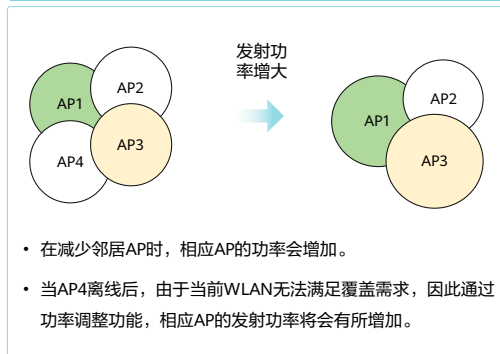 发射功
率增大
AP1
AP2
AP3
AP4
AP1
AP2
AP3
• 在减少邻居AP时，相应AP的功率会增加。
• 当AP4离线后，由于当前WLAN无法满足覆盖需求，因此通过
功率调整功能，相应AP的发射功率将会有所增加。